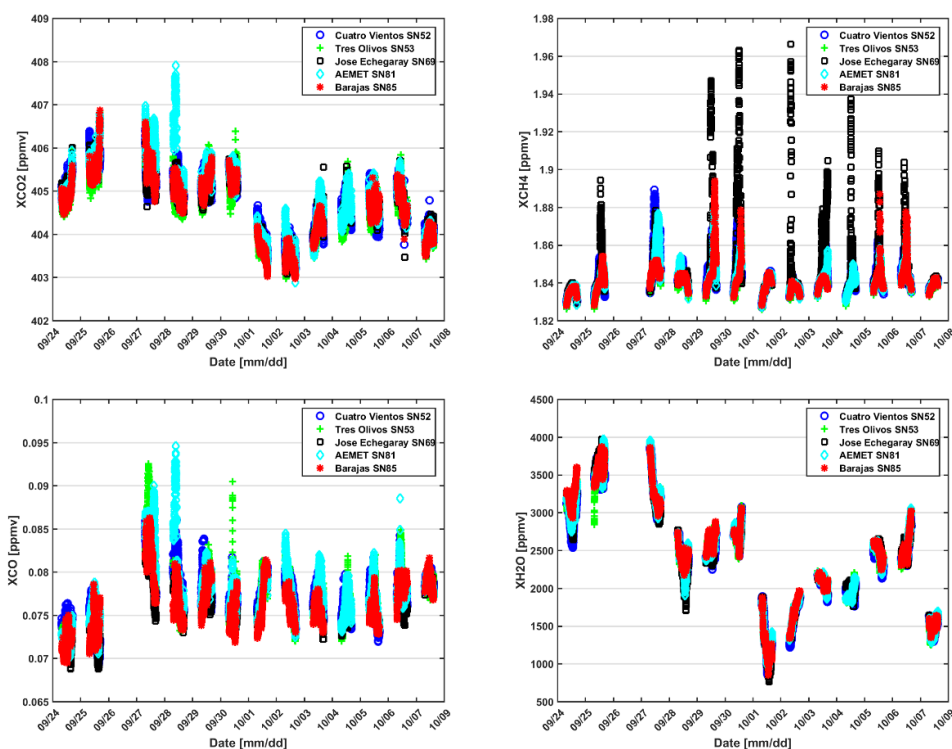 409
408
407
406
405
404
403
402
XCO2 [ppmv]
Cuatro Vientos SN52
Tres Olivos SN53
Jose Echegaray SN69
AEMET SN81
Barajas SN85
09/24 09/25 09/26 09/27 09/28 09/29 09/30 10/01 10/02 10/03 10/04 10/05 10/06 10/07 10/08
Date [mm/dd]
1.98
1.96
1.94
1.92
1.9
1.88
1.86
1.84
1.82
XCH4 [ppmv]
Cuatro Vientos SN52
Tres Olivos SN53
Jose Echegaray SN69
AEMET SN81
Barajas SN85
09/24 09/25 09/26 09/27 09/28 09/29 09/30 10/01 10/02 10/03 10/04 10/05 10/06 10/07 10/08
Date [mm/dd]
0.1
0.095
0.09
0.085
0.08
0.075
0.07
0.065
XCO [ppmv]
Cuatro Vientos SN52
Tres Olivos SN53
Jose Echegaray SN69
AEMET SN81
Barajas SN85
09/24 09/25 09/26 09/27 09/28 09/29 09/30 10/01 10/02 10/03 10/04 10/05 10/06 10/07 10/09
Date [mm/dd]
4500
4000
3500
3000
2500
2000
1500
1000
500
XH2O [ppmv]
Cuatro Vientos SN52
Tres Olivos SN53
Jose Echegaray SN69
AEMET SN81
Barajas SN85
09/24 09/25 09/26 09/27 09/28 09/29 09/30 10/01 10/02 10/03 10/04 10/05 10/06 10/07 10/09
Date [mm/dd]